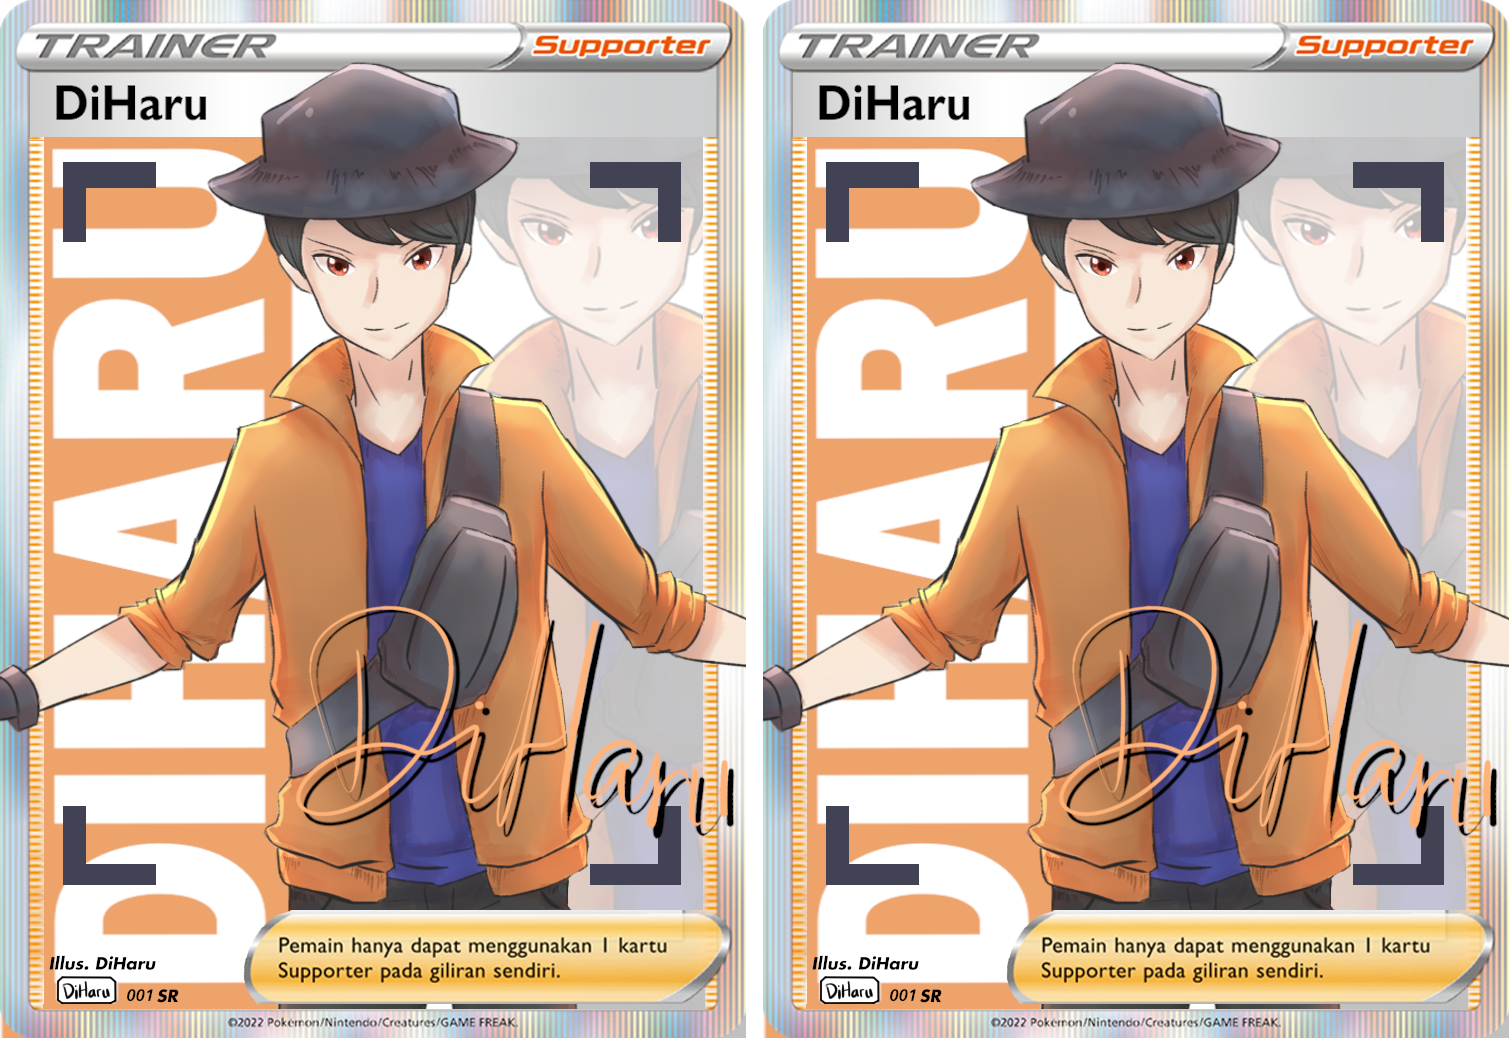 TRAINER Supporter
DiHaru
DIHARU
DiHaru
Pemain hanya dapat menggunakan 1 kartu
Supporter pada giliran sendiri.
Illus. DiHaru
DiHaru 001 SR
©2022 Pokémon/Nintendo/Creatures/GAME FREAK.
TRAINER Supporter
DiHaru
DIHARU
DiHaru
Pemain hanya dapat menggunakan 1 kartu
Supporter pada giliran sendiri.
Illus. DiHaru
DiHaru 001 SR
©2022 Pokémon/Nintendo/Creatures/GAME FREAK.